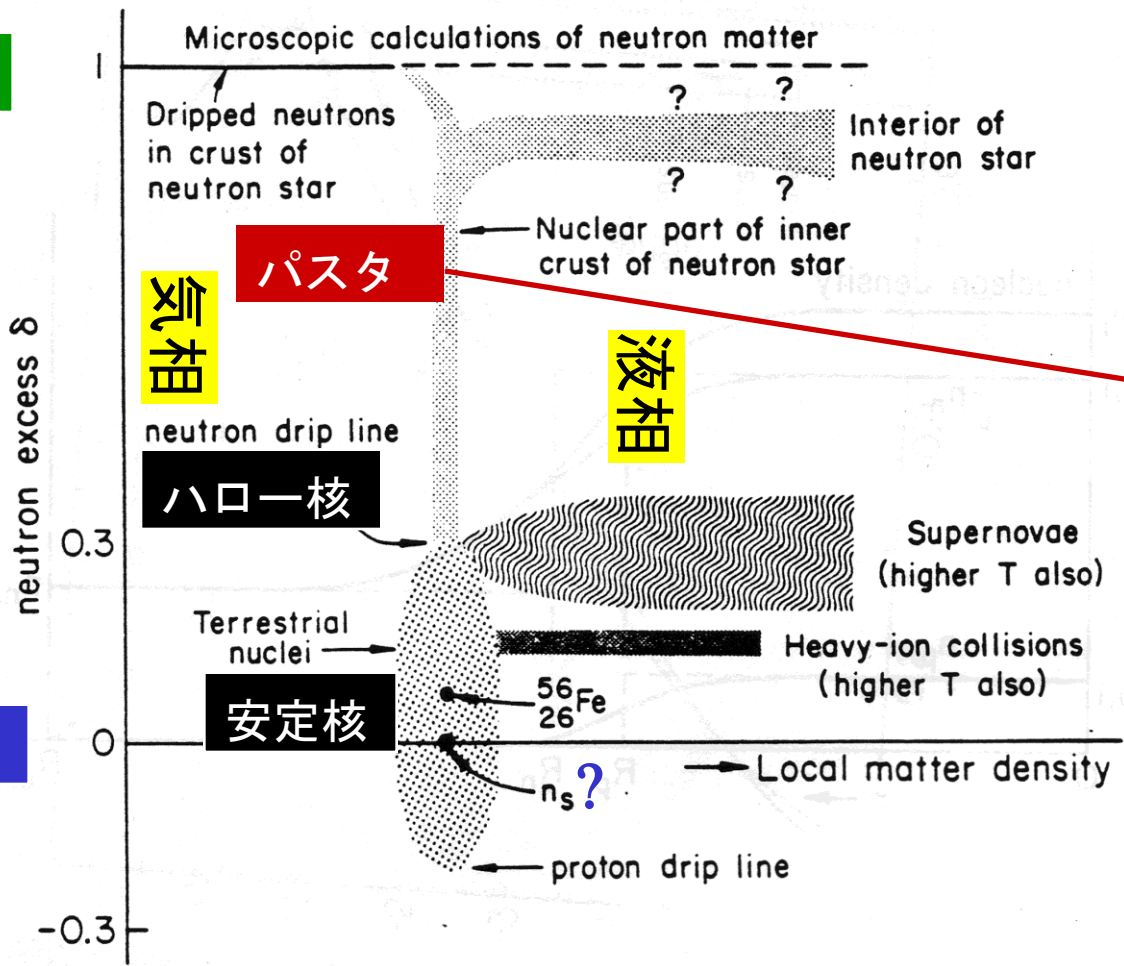 Microscopic calculations of neutron matter
1
Dripped neutrons
in crust of
neutron star
?
?
Interior of
neutron star
?
?
Nuclear part of inner
crust of neutron star
パスタ
気相
液相
neutron excess δ
neutron drip line
ハロー核
0.3
Supernovae
(higher T also)
Terrestrial
nuclei
Heavy-ion collisions
(higher T also)
56
26 Fe
安定核
0
Local matter density
ns ?
proton drip line
-0.3